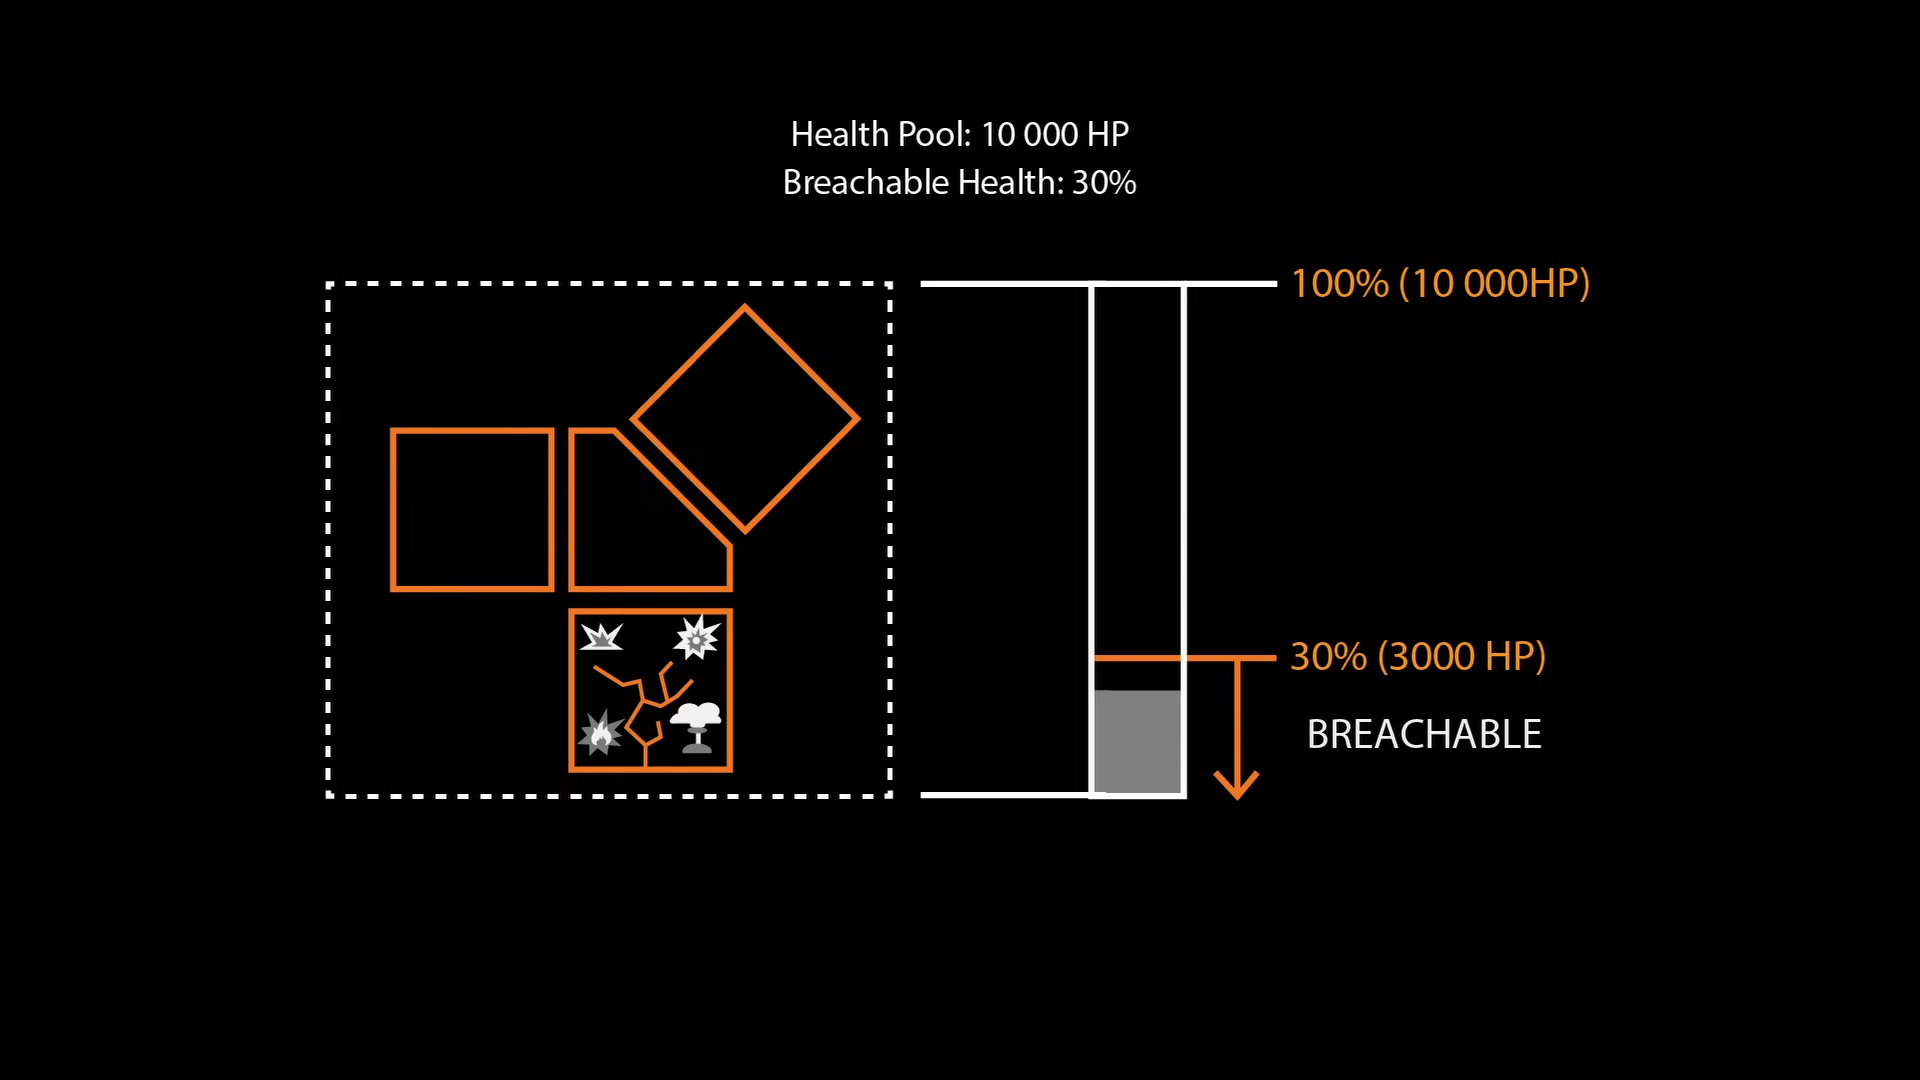 Health Pool: 10 000 HP
Breachable Health: 30%
100% (10 000HP)
30% (3000 HP)
BREACHABLE